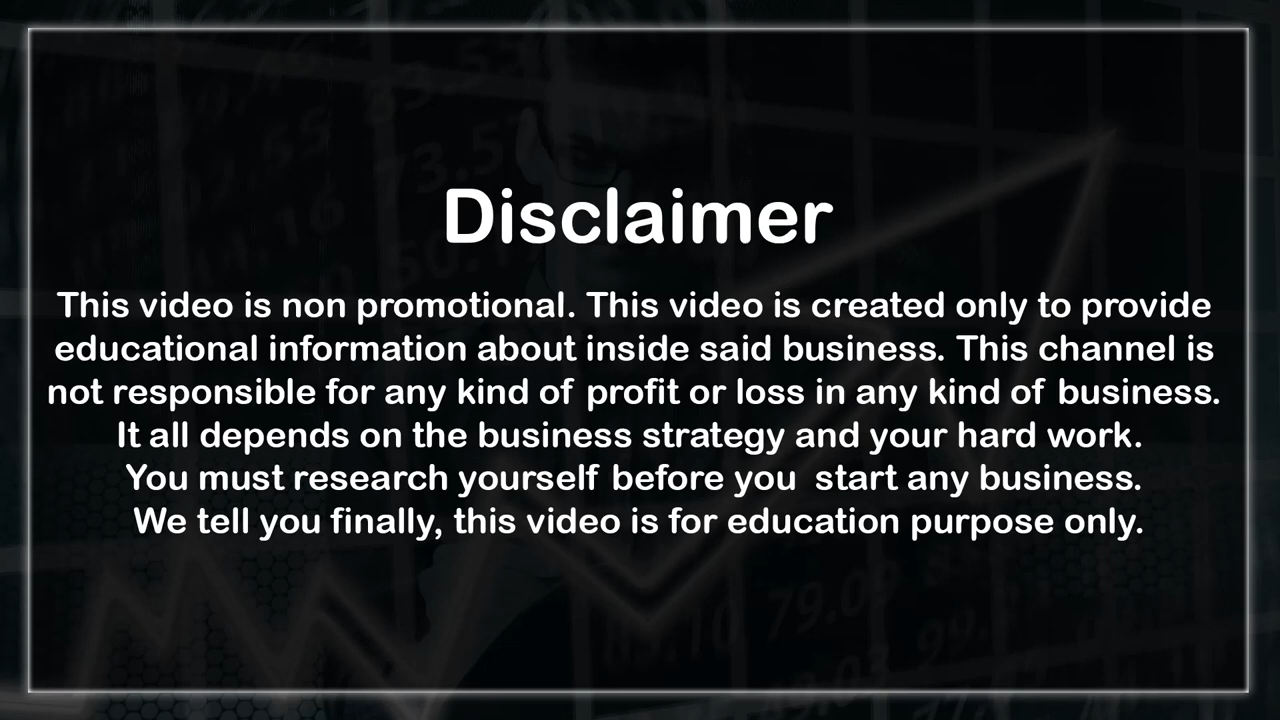 Disclaimer
This video is non promotional. This video is created only to provide
educational information about inside said business. This channel is
not responsible for any kind of profit or loss in any kind of business.
It all depends on the business strategy and your hard work.
You must research yourself before you  start any business.
We tell you finally, this video is for education purpose only.